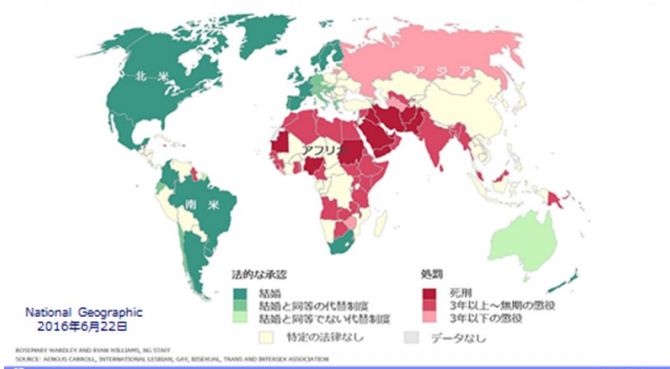 北米
アジア
アフリカ
南米
法的な承認
結婚
結婚と同等の代替制度
結婚と同等でない代替制度
処罰
死刑
3年以上～無期の懲役
3年以下の懲役
特定の法律なし
データなし
National Geographic
2016年6月22日
ROSEMARY WARDLEY AND RYAN WILLIAMS, NG STAFF
SOURCE: AENGUS CARROLL, INTERNATIONAL LESBIAN, GAY, BISEXUAL, TRANS AND INTERSEX ASSOCIATION